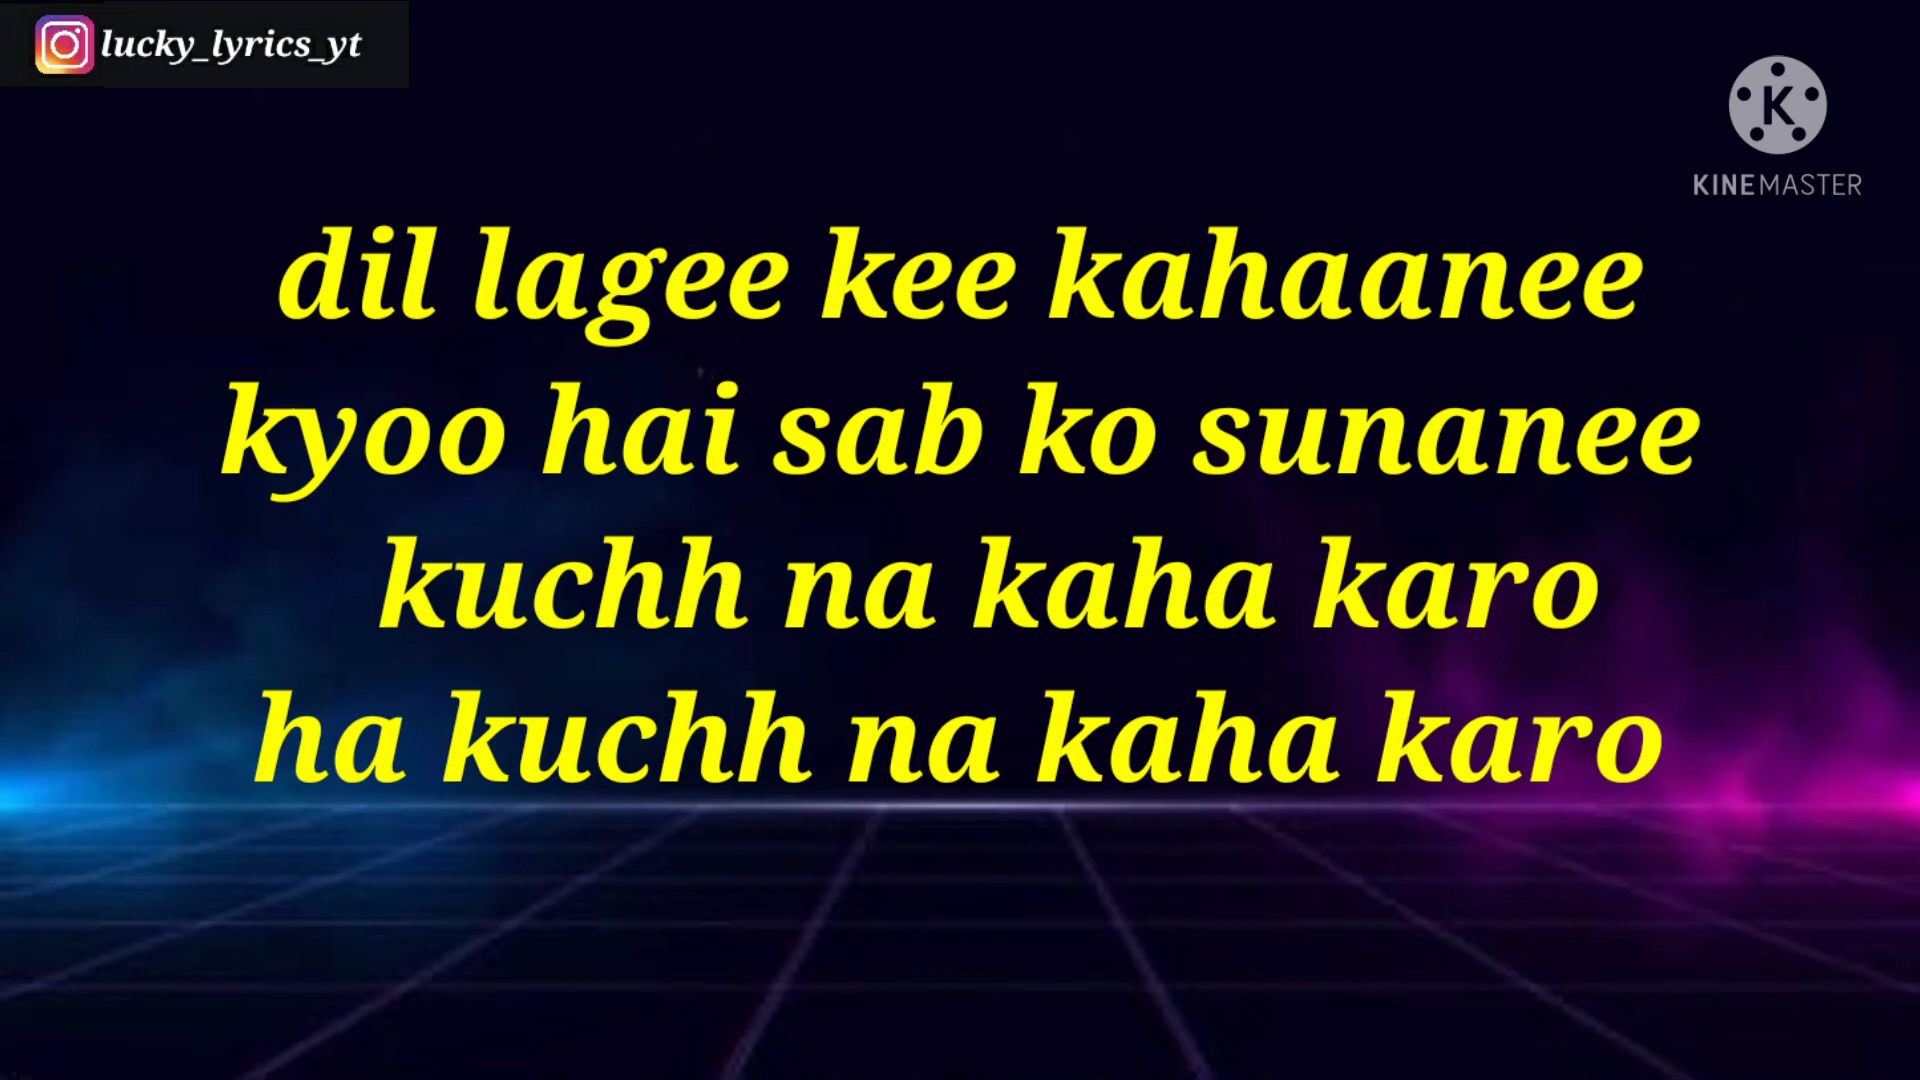 lucky_lyrics_yt
K
KINEMASTER
dil lagee kee kahaanee
kyoo hai sab ko sunanee
kuchh na kaha karo
ha kuchh na kaha karo